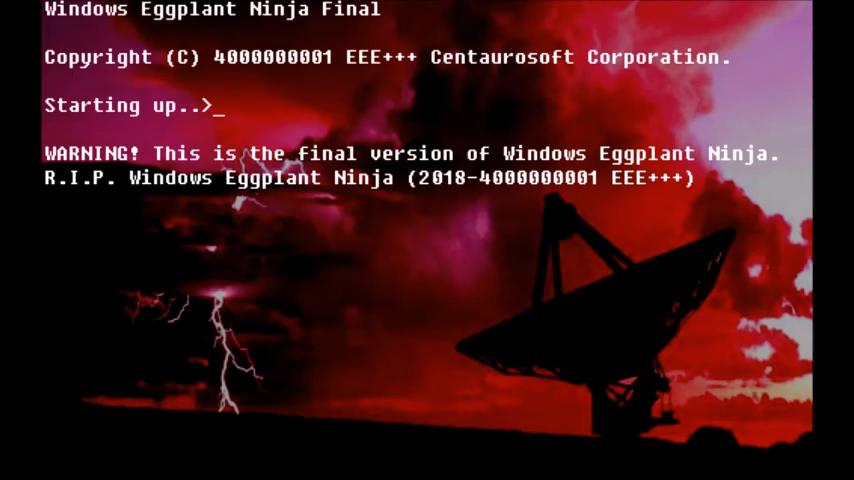 Windows Eggplant Ninja Final
Copyright (C) 4000000001 EEE+++ Centaurosoft Corporation.
Starting up..>_
WARNING! This is the final version of Windows Eggplant Ninja.
R.I.P. Windows Eggplant Ninja (2018-4000000001 EEE+++)